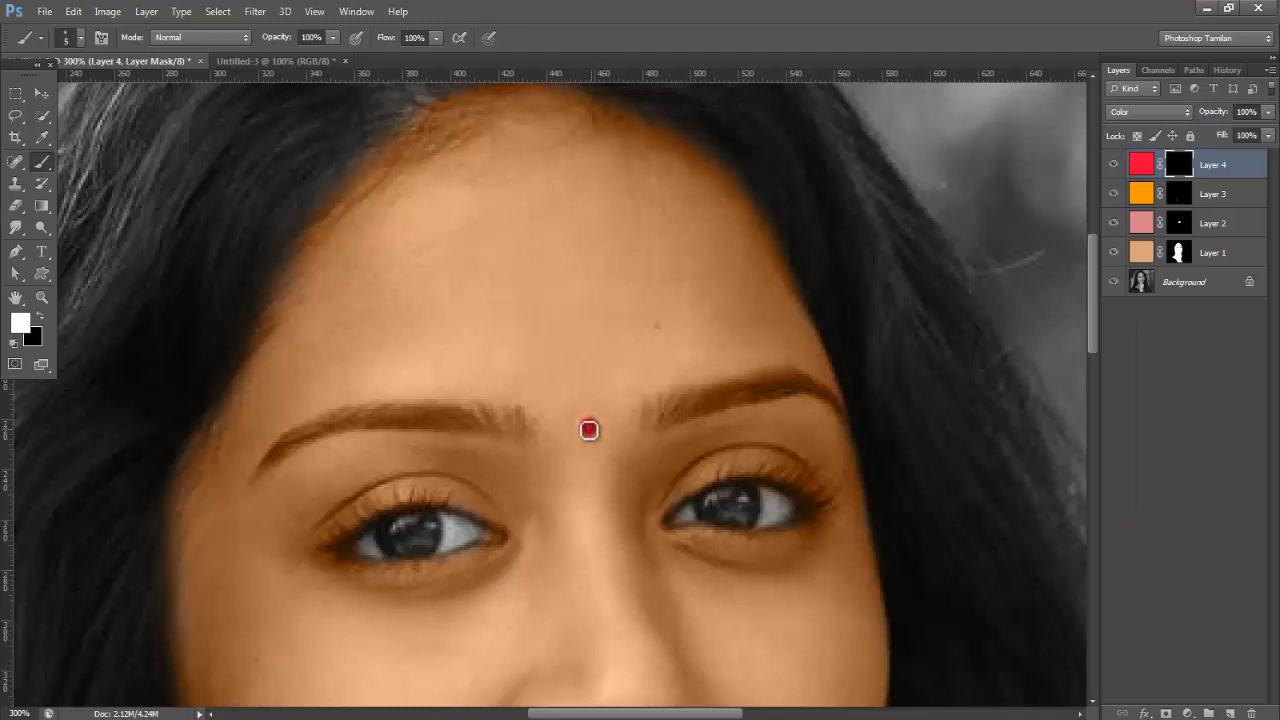 Ps File Edit Image Layer Type Select Filter 3D View Window Help
5 Mode: Normal Opacity: 100% Flow: 100% Photoshop Tamilan
@ 300% (Layer 4, Layer Mask/8) * × Untitled-3 @ 100% (RGB/8) * ×
240 260 280 300 320 340 360 380 400 420 440 460 480 500 520 540 560 580 600 620 640 66
Layers Channels Paths History
Kind
Color Opacity: 100%
Lock: Fill: 100%
Layer 4
Layer 3
Layer 2
Layer 1
Background
300% Doc: 2.12M/4.24M